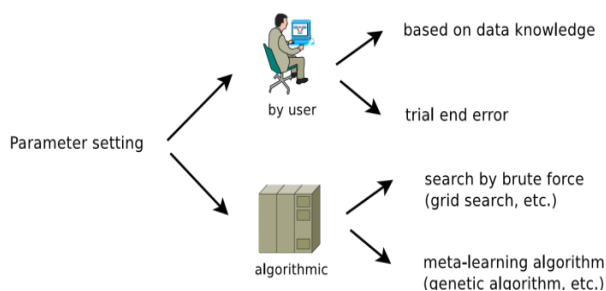 based on data knowledge
by user
trial end error
Parameter setting
search by brute force
(grid search, etc.)
algorithmic
meta-learning algorithm
(genetic algorithm, etc.)